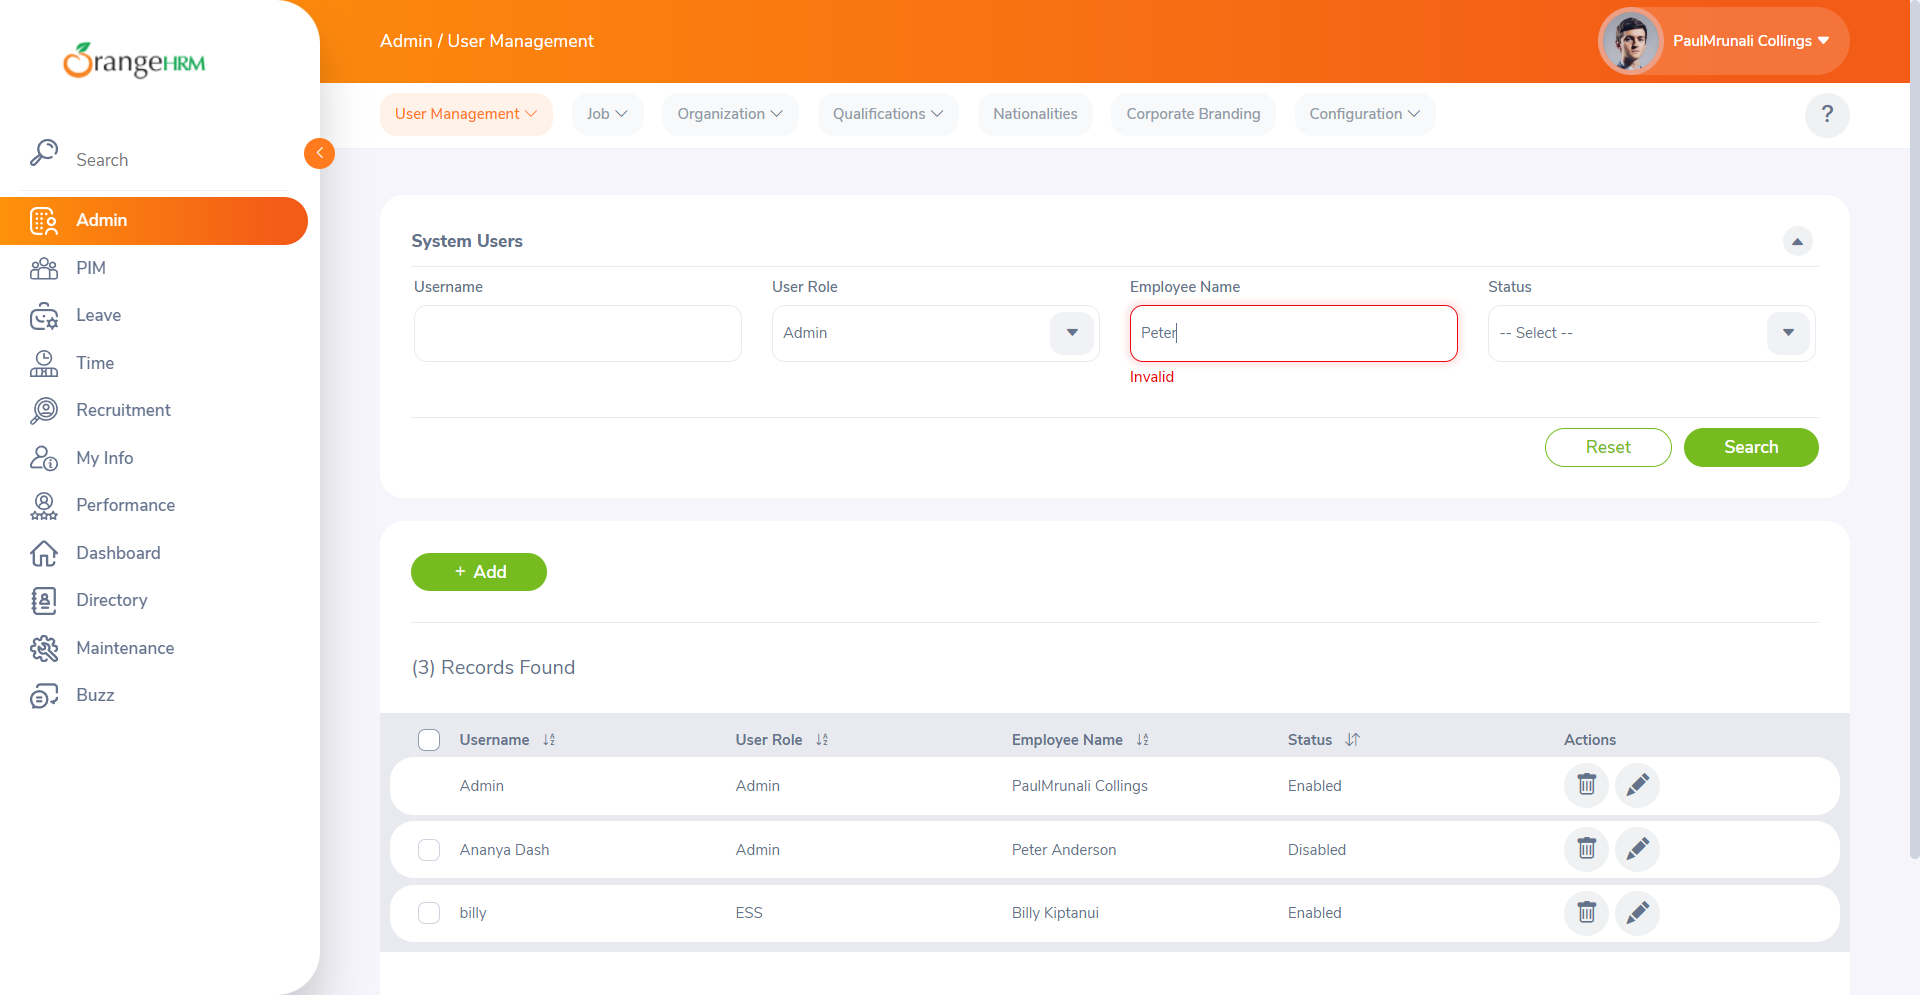 OrangeHRM
Admin / User Management
PaulMrunali Collings
User Management
Job
Organization
Qualifications
Nationalities
Corporate Branding
Configuration
?
Search
Admin
PIM
Leave
Time
Recruitment
My Info
Performance
Dashboard
Directory
Maintenance
Buzz
System Users
Username
User Role
Employee Name
Status
Admin
Peter
-- Select --
Invalid
Reset
Search
+ Add
(3) Records Found
Username
User Role
Employee Name
Status
Actions
Admin Admin PaulMrunali Collings Enabled
Ananya Dash Admin Peter Anderson Disabled
billy ESS Billy Kiptanui Enabled